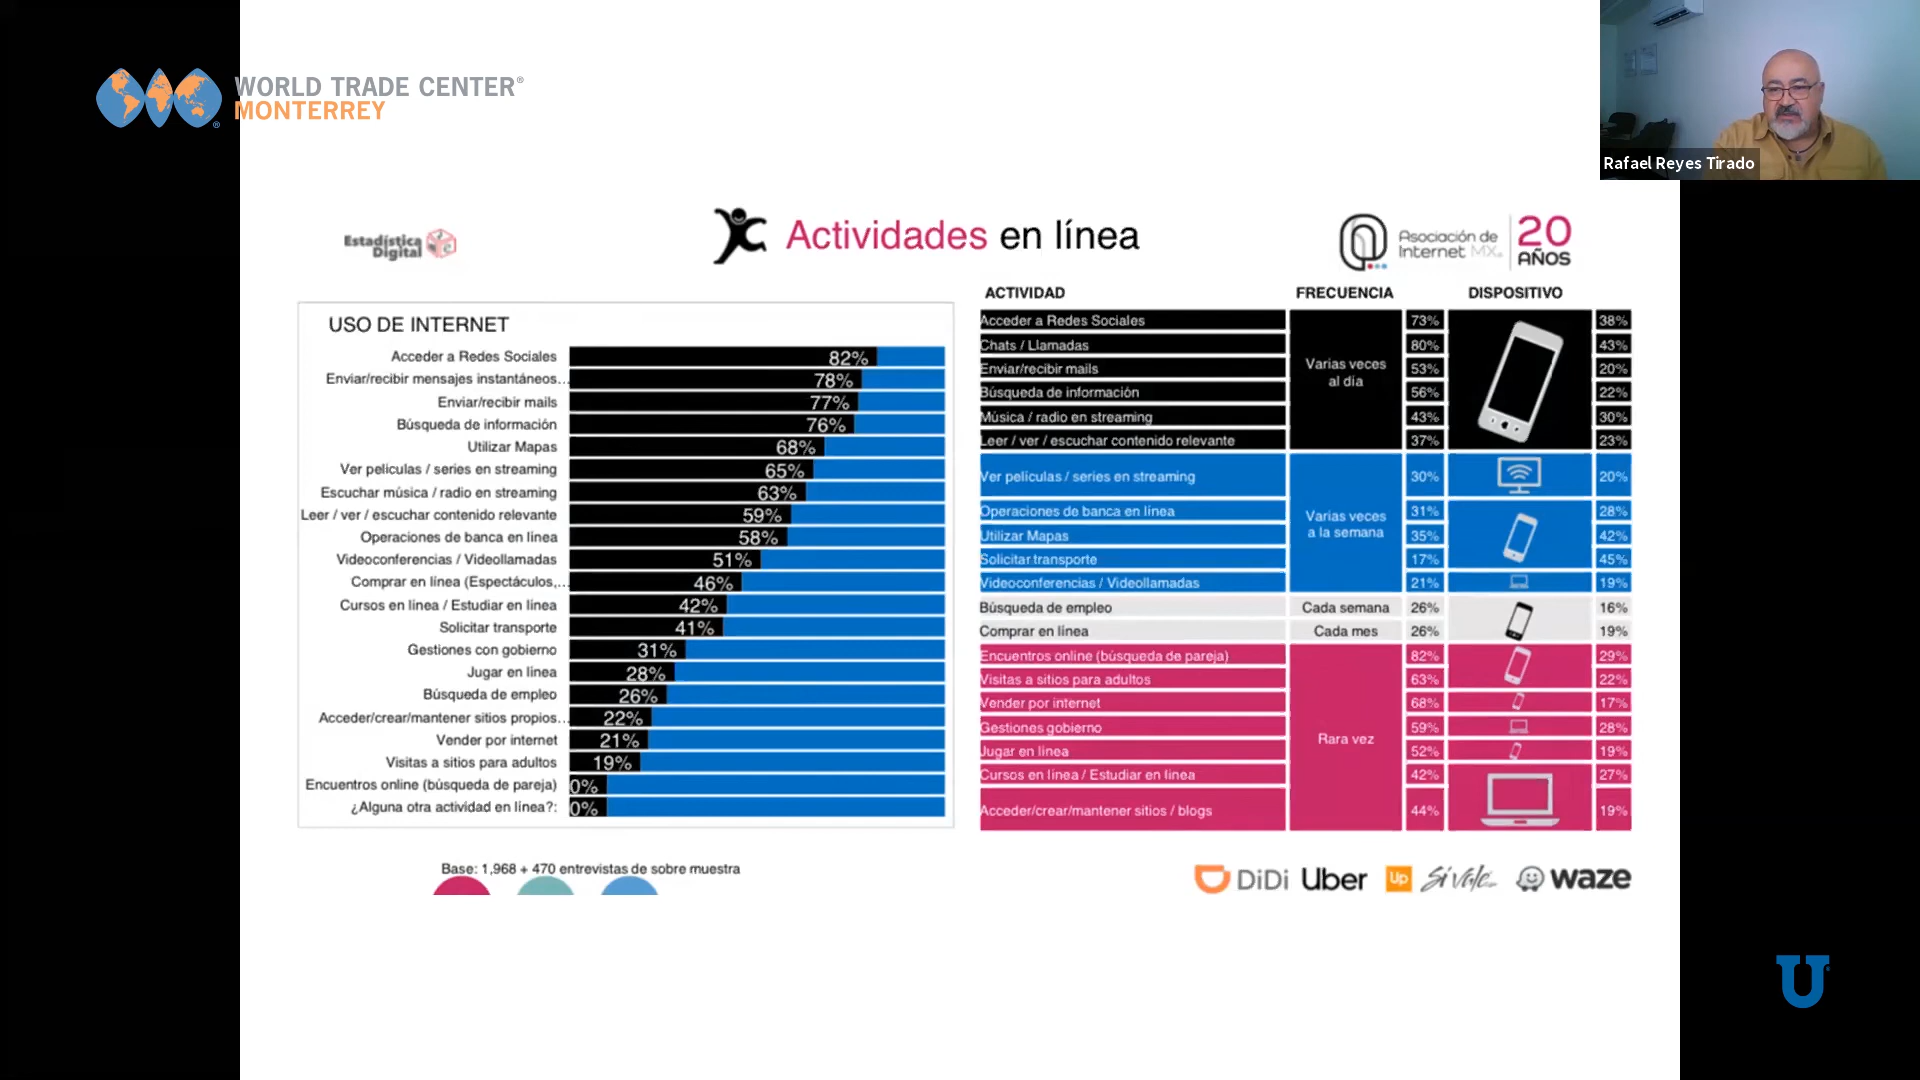 WORLD TRADE CENTER®
MONTERREY
Rafael Reyes Tirado
Estadística
Digital
Actividades en línea
Asociación de
Internet MX®
20
AÑOS
USO DE INTERNET
Acceder a Redes Sociales 82%
Enviar/recibir mensajes instantáneos... 78%
Enviar/recibir mails 77%
Búsqueda de información 76%
Utilizar Mapas 68%
Ver películas / series en streaming 65%
Escuchar música / radio en streaming 63%
Leer / ver / escuchar contenido relevante 59%
Operaciones de banca en línea 58%
Videoconferencias / Videollamadas 51%
Comprar en línea (Espectáculos,... 46%
Cursos en línea / Estudiar en línea 42%
Solicitar transporte 41%
Gestiones con gobierno 31%
Jugar en línea 28%
Búsqueda de empleo 26%
Acceder/crear/mantener sitios propios... 22%
Vender por internet 21%
Visitas a sitios para adultos 19%
Encuentros online (búsqueda de pareja) 0%
¿Alguna otra actividad en línea?: 0%
Base: 1,968 + 470 entrevistas de sobre muestra
ACTIVIDAD FRECUENCIA DISPOSITIVO
Acceder a Redes Sociales 73% 38%
Chats / Llamadas 80% 43%
Varias veces
al día
Enviar/recibir mails 53% 20%
Búsqueda de información 56% 22%
Música / radio en streaming 43% 30%
Leer / ver / escuchar contenido relevante 37% 23%
Ver películas / series en streaming 30% 20%
Operaciones de banca en línea 31% 28%
Varias veces
a la semana
Utilizar Mapas 35% 42%
Solicitar transporte 17% 45%
Videoconferencias / Videollamadas 21% 19%
Búsqueda de empleo Cada semana 26% 16%
Comprar en línea Cada mes 26% 19%
Encuentros online (búsqueda de pareja) 82% 29%
Visitas a sitios para adultos 63% 22%
Vender por internet 68% 17%
Gestiones gobierno 59% 28%
Rara vez
Jugar en línea 52% 19%
Cursos en línea / Estudiar en línea 42% 27%
Acceder/crear/mantener sitios / blogs 44% 19%
DiDi Uber Up Sí Vale waze
U